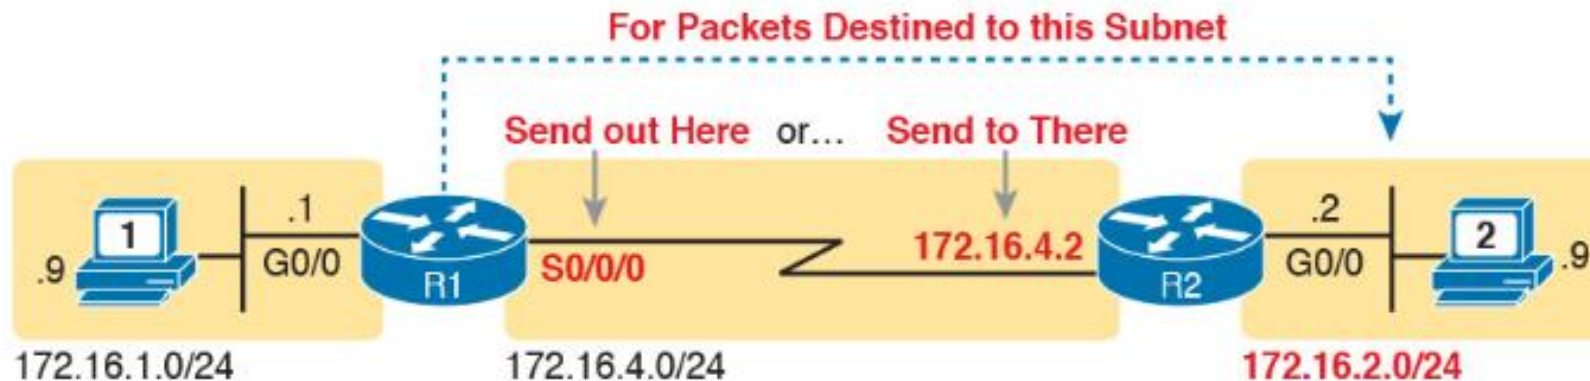 For Packets Destined to this Subnet
Send out Here or... Send to There
1
.9
.1
G0/0
R1
S0/0/0
172.16.4.2
R2
.2
G0/0
2
.9
172.16.1.0/24
172.16.4.0/24
172.16.2.0/24